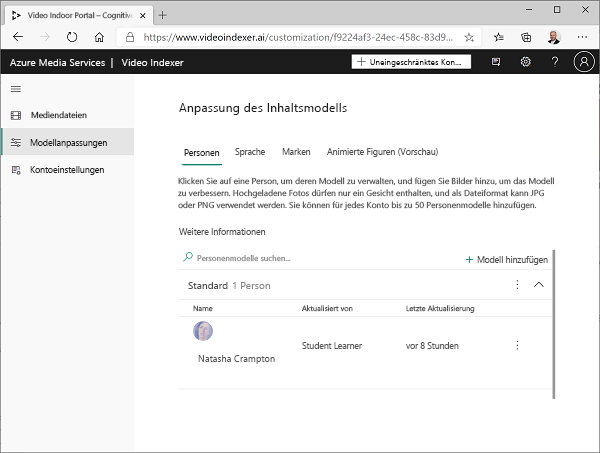 Video Indoor Portal – Cognitiv
https://www.videoindexer.ai/customization/f9224af3-24ec-458c-83d9...
Azure Media Services | Video Indexer
+ Uneingeschränktes Kon...
?
Mediendateien
Modellanpassungen
Kontoeinstellungen
Anpassung des Inhaltsmodells
Personen Sprache Marken Animierte Figuren (Vorschau)
Klicken Sie auf eine Person, um deren Modell zu verwalten, und fügen Sie Bilder hinzu, um das Modell
zu verbessern. Hochgeladene Fotos dürfen nur ein Gesicht enthalten, und als Dateiformat kann JPG
oder PNG verwendet werden. Sie können für jedes Konto bis zu 50 Personenmodelle hinzufügen.
Weitere Informationen
Personenmodelle suchen...
+ Modell hinzufügen
Standard 1 Person
Name Aktualisiert von Letzte Aktualisierung
Natasha Crampton Student Learner vor 8 Stunden